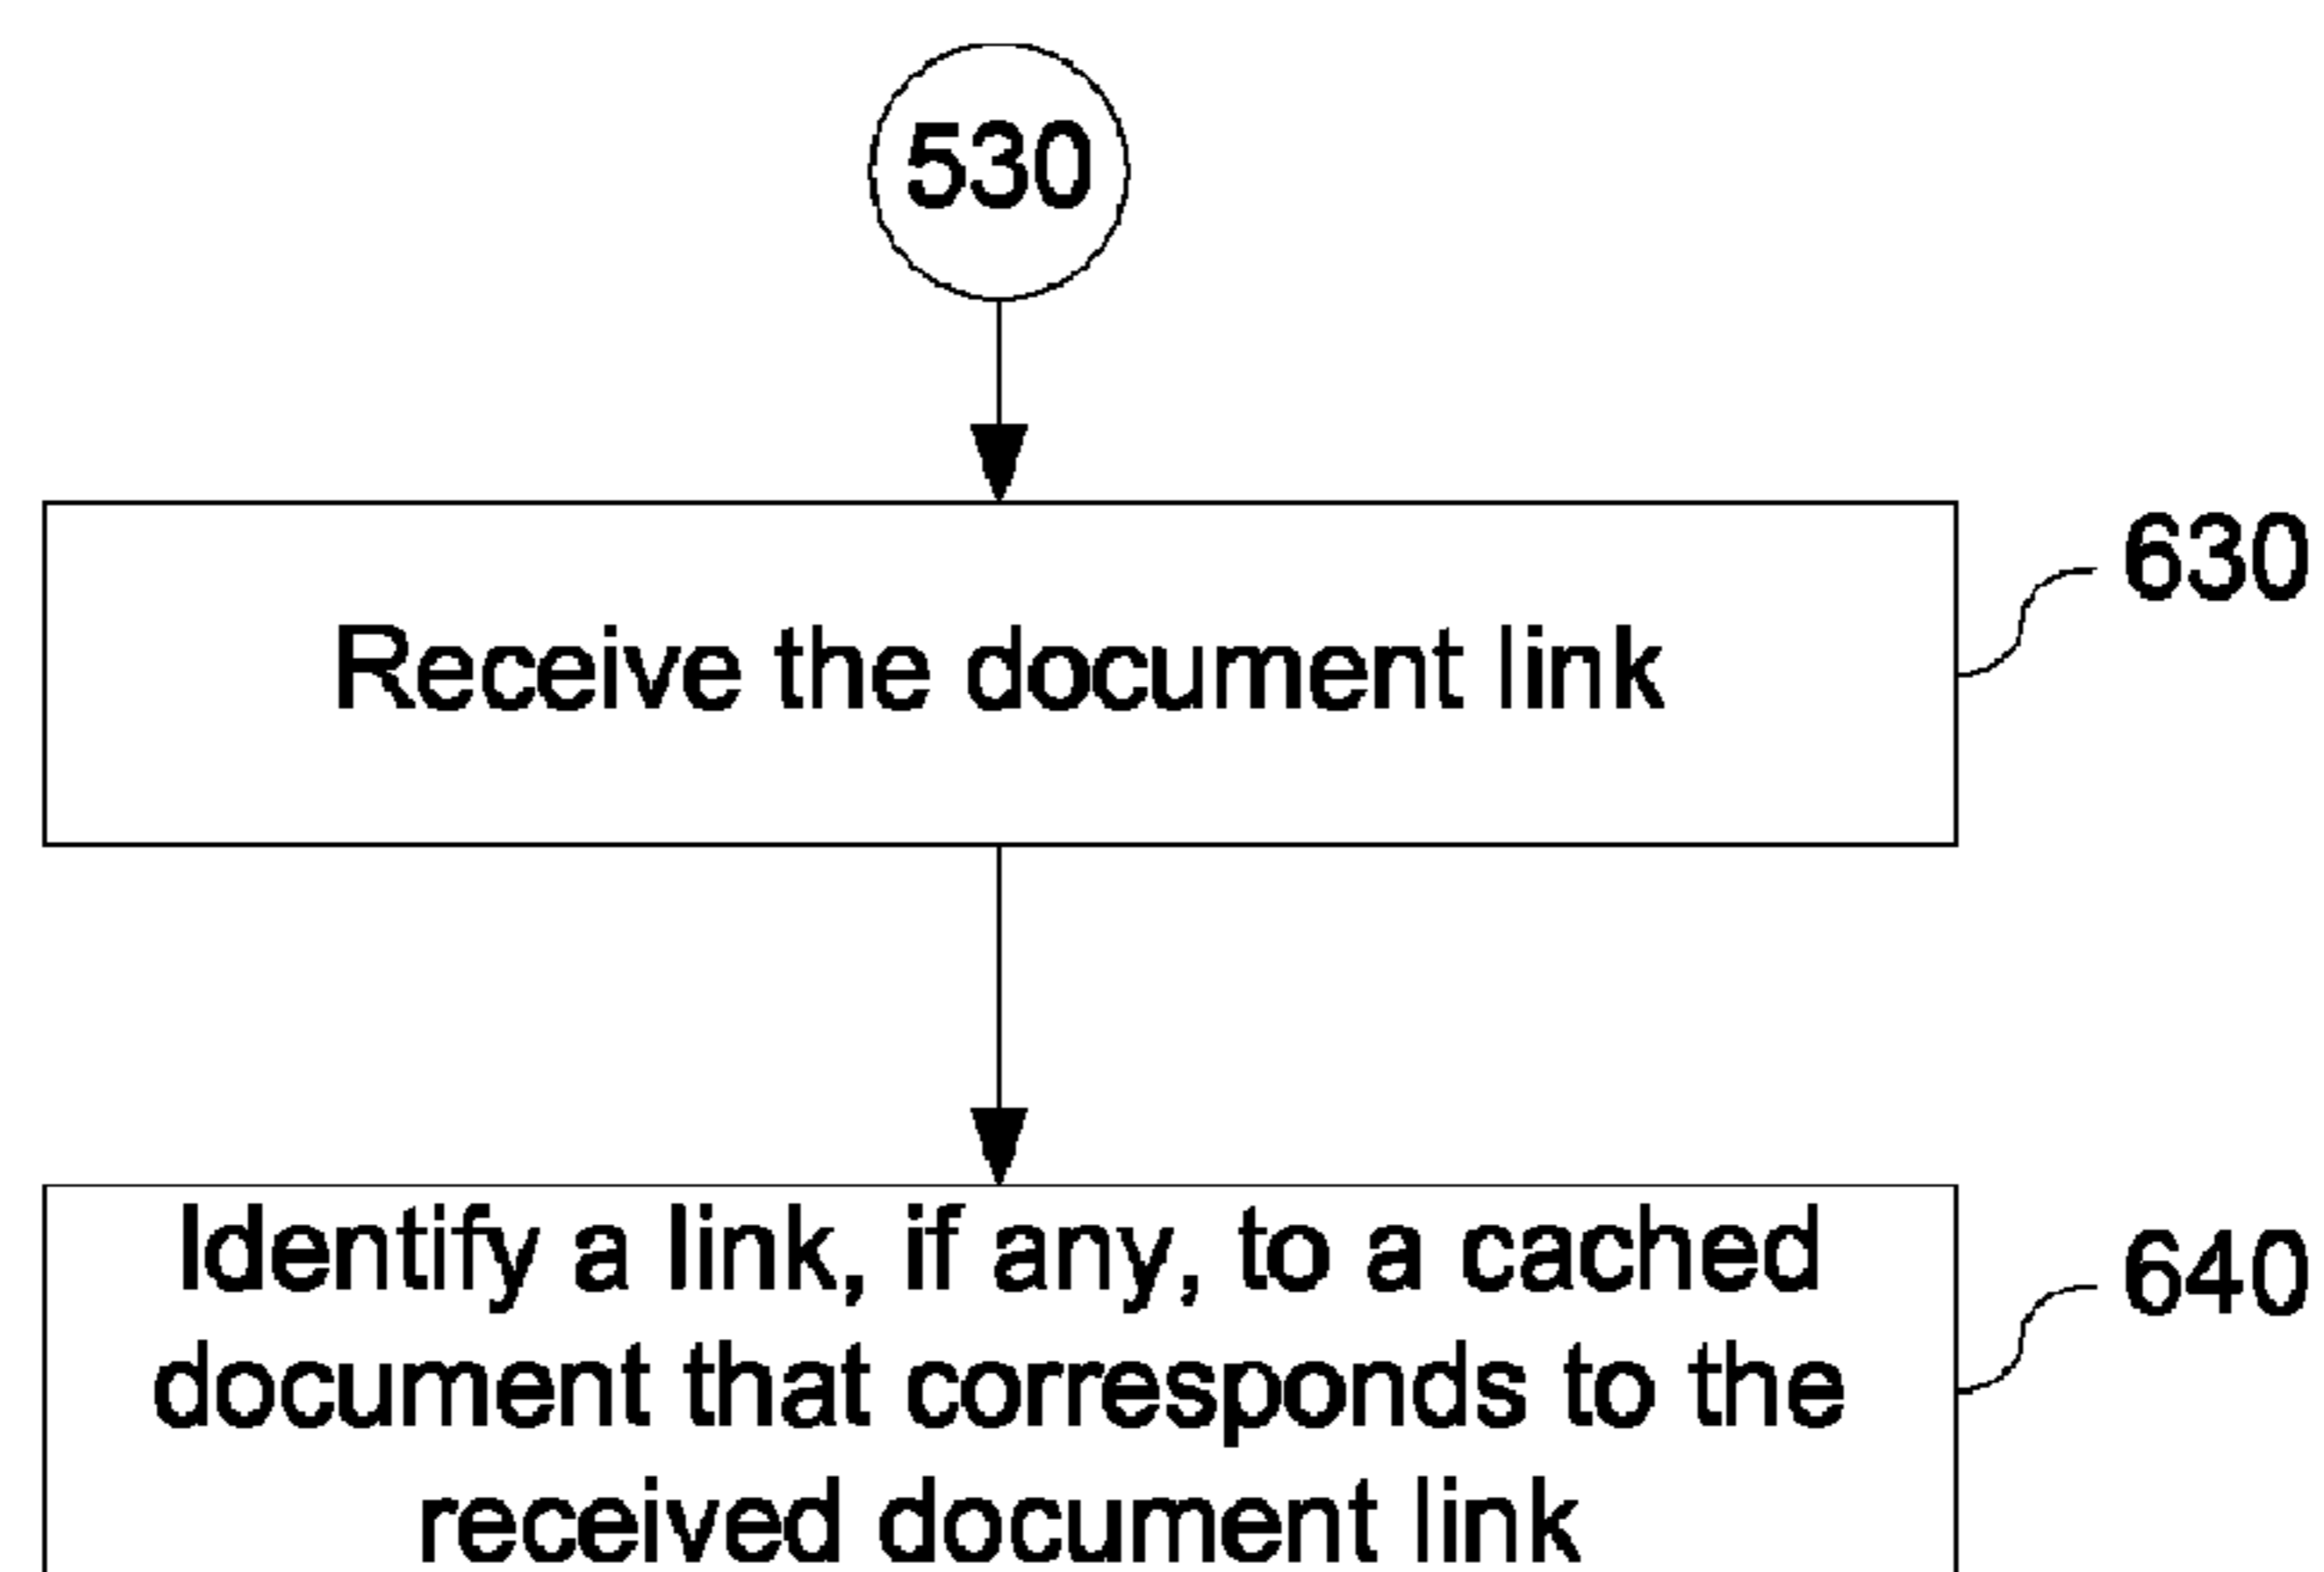 530
630
Receive the document link
Identify a link, if any, to a cached
640
document that corresponds to the
received document link